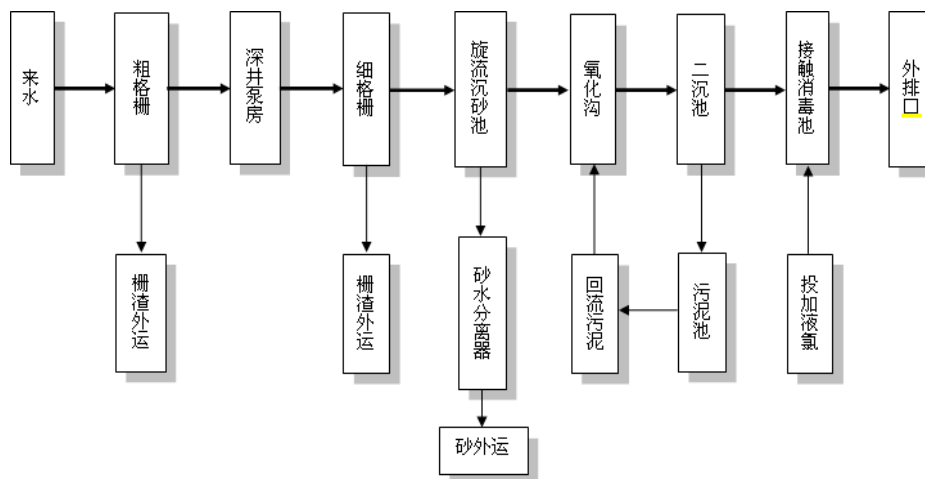 来水
粗格栅
深井泵房
细格栅
旋流沉砂池
氧化沟
二沉池
接触消毒池
外排口
栅渣外运
栅渣外运
砂水分离器
回流污泥
污泥池
投加液氯
砂外运